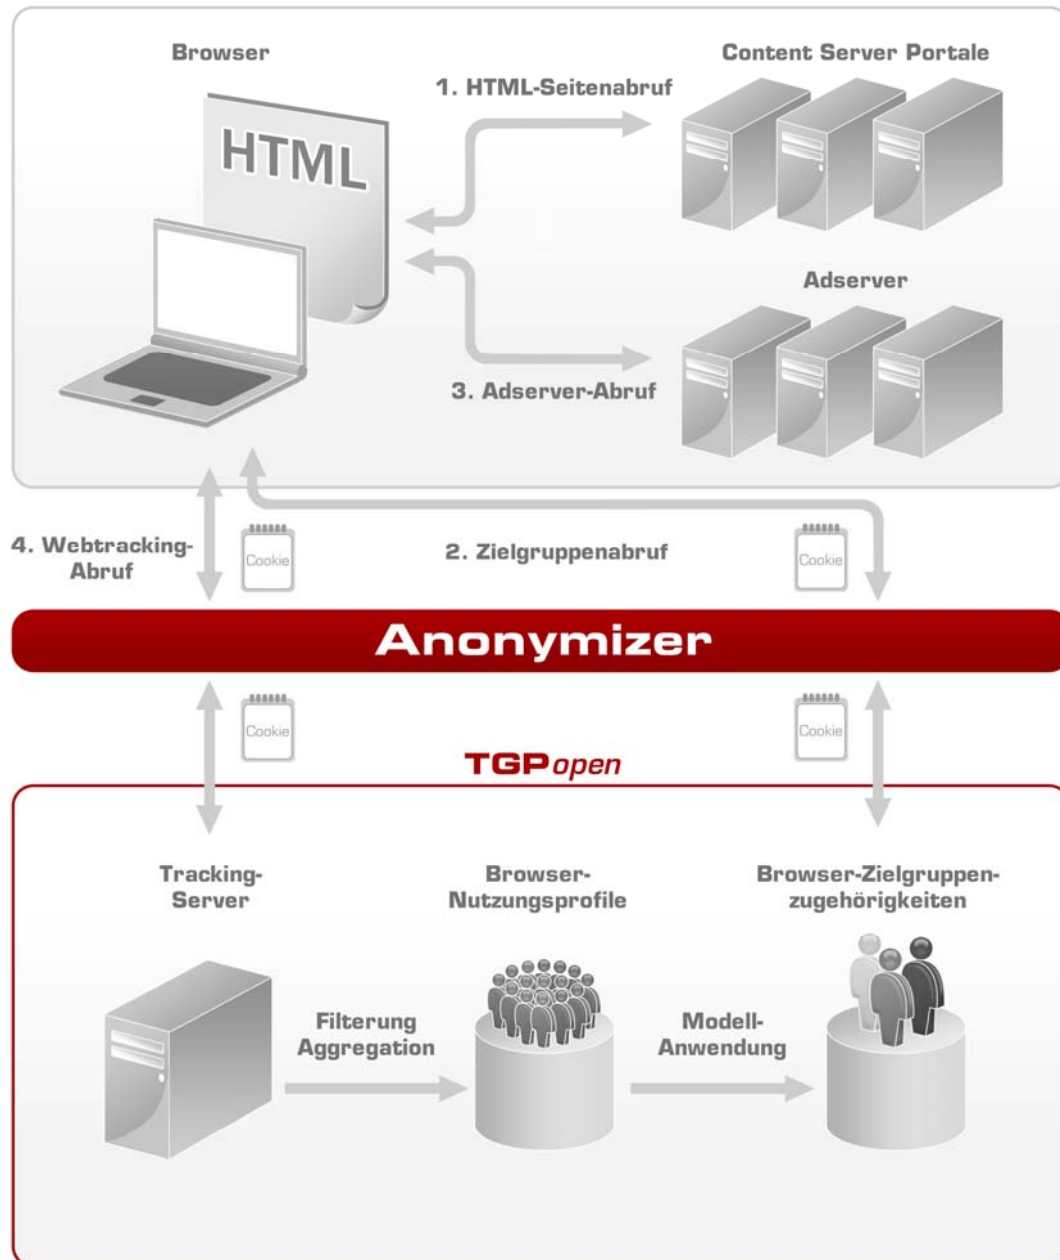 Browser
Content Server Portale
1. HTML-Seitenabruf
HTML
Adserver
3. Adserver-Abruf
4. Webtracking-
Abruf
Cookie
2. Zielgruppenabruf
Cookie
Anonymizer
Cookie
Cookie
TGPopen
Tracking-
Server
Browser-
Nutzungsprofile
Browser-Zielgruppen-
zugehörigkeiten
Filterung
Aggregation
Modell-
Anwendung